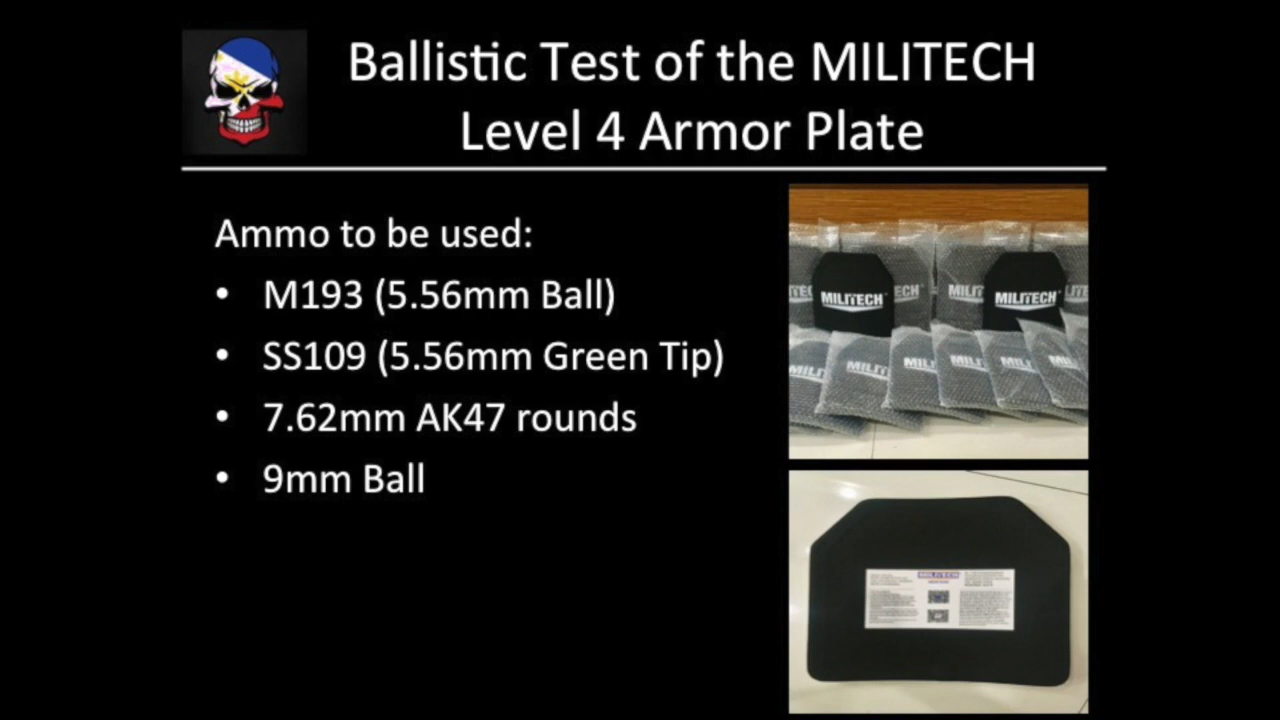 Ballistic Test of the MILITECH
Level 4 Armor Plate
Ammo to be used:
• M193 (5.56mm Ball)
• SS109 (5.56mm Green Tip)
• 7.62mm AK47 rounds
• 9mm Ball
MILITECH
MILITECH
MILITECH